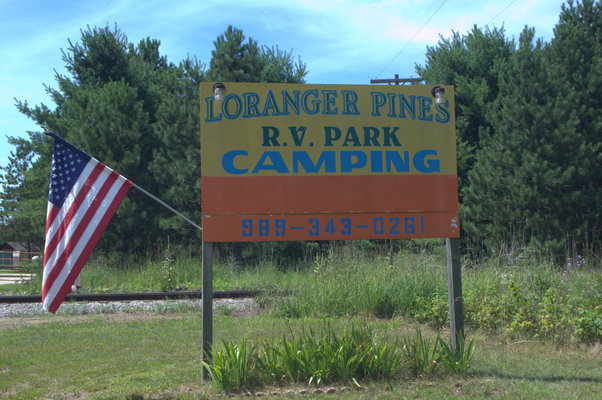 LORANGER PINES
R.V. PARK
CAMPING
989-343-0261